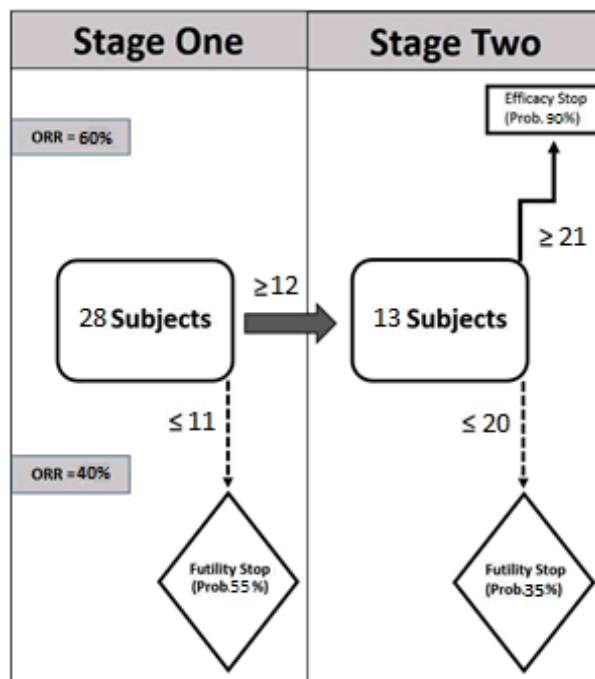 Stage One
Stage Two
Efficacy Stop
(Prob. 90%)
ORR = 60%
≥ 21
≥12
28 Subjects
13 Subjects
≤ 11
≤ 20
ORR = 40%
Futility Stop
(Prob. 55%)
Futility Stop
(Prob. 35%)